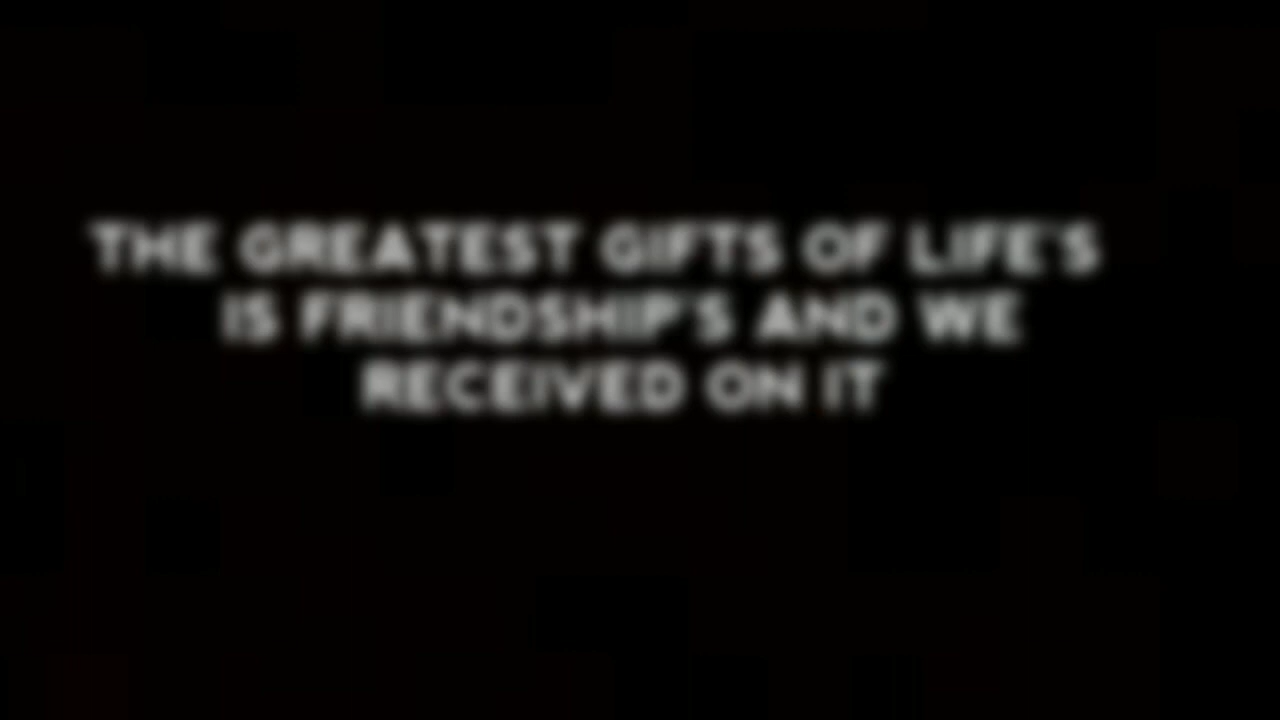 THE GREATEST GIFTS OF LIFE'S
IS FRIENDSHIP'S AND WE
RECEIVED ON IT